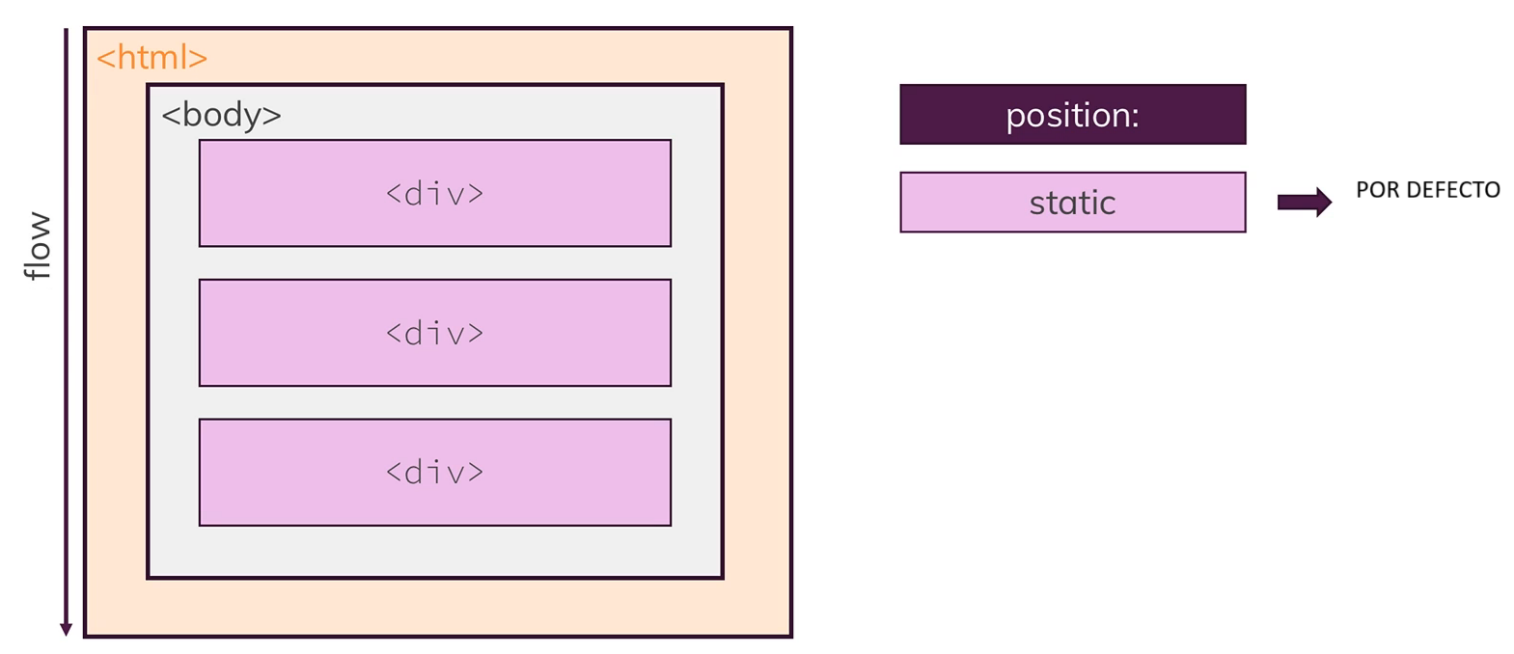 flow
<html>
<body>
<div>
<div>
<div>
position:
static
POR DEFECTO